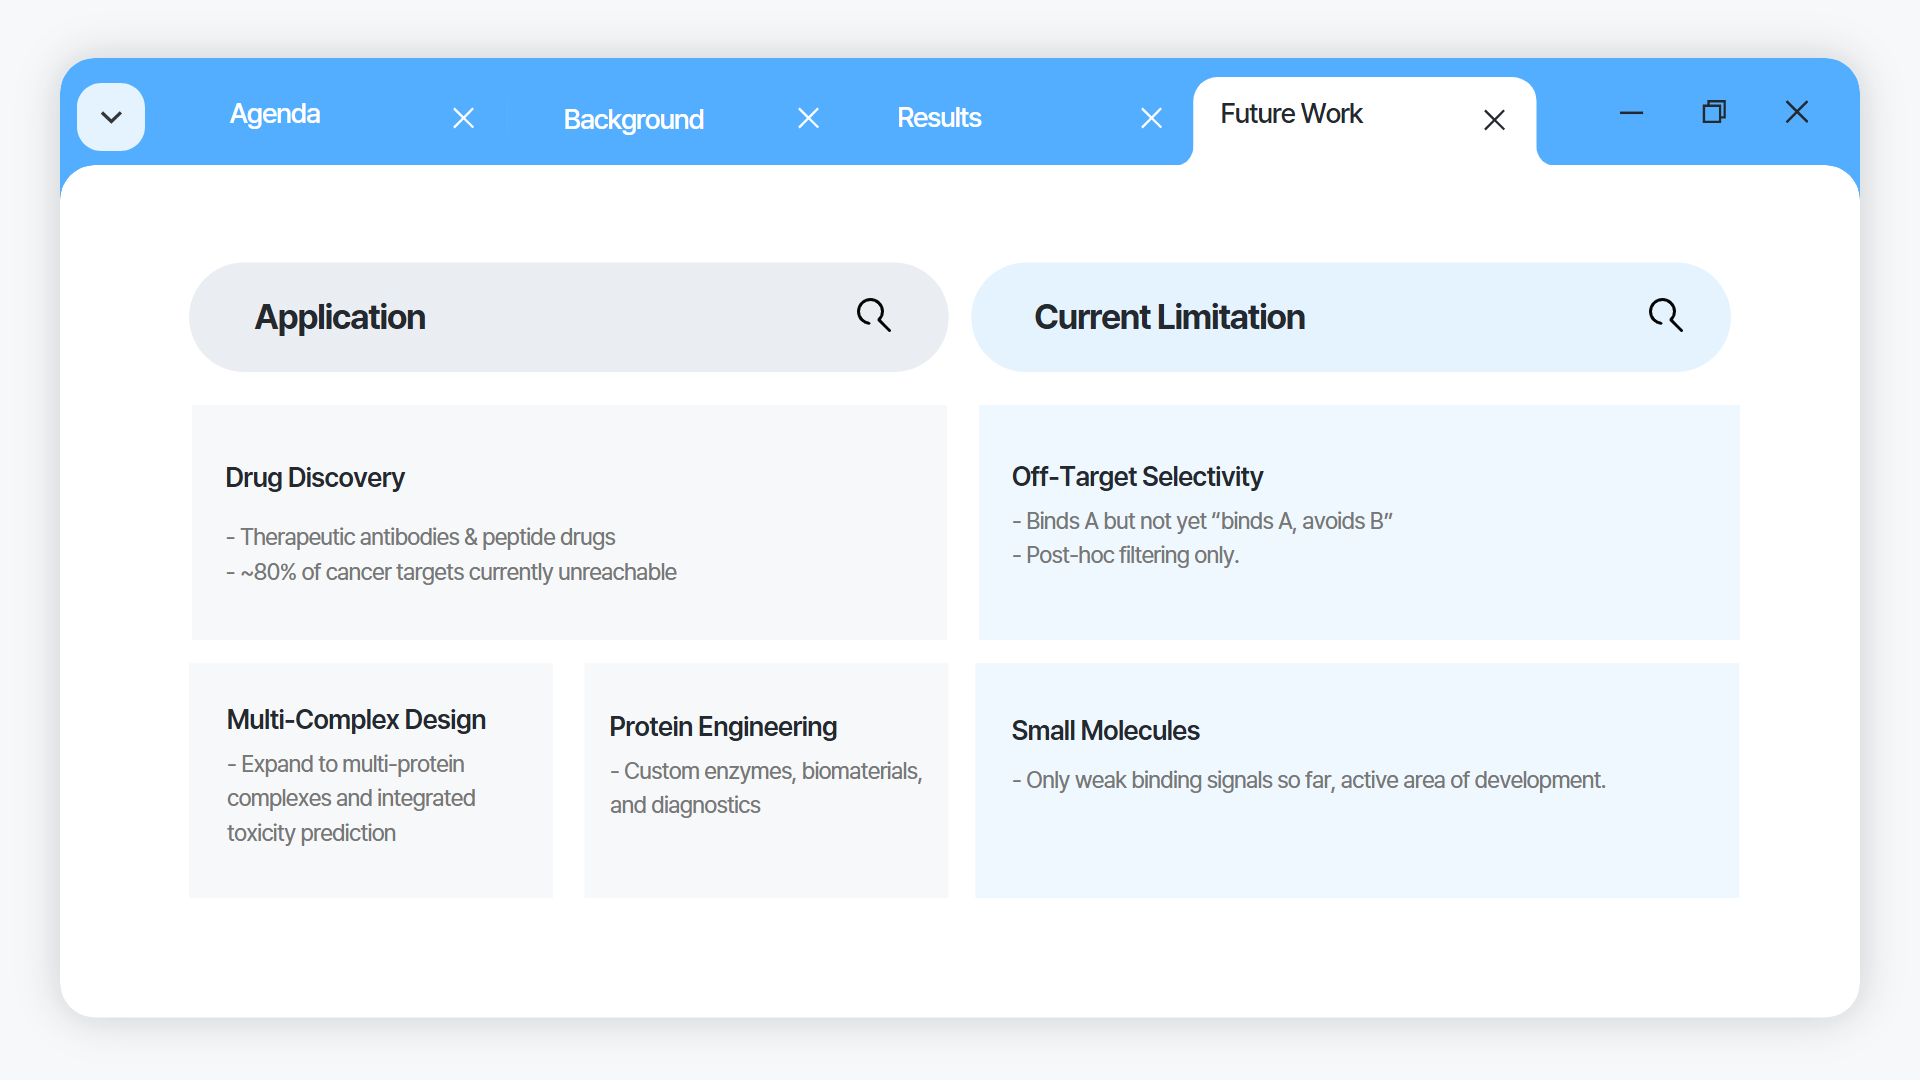 Agenda
Background
Results
Future Work
Application
Current Limitation
Drug Discovery
- Therapeutic antibodies & peptide drugs
- ~80% of cancer targets currently unreachable
Off-Target Selectivity
- Binds A but not yet “binds A, avoids B”
- Post-hoc filtering only.
Multi-Complex Design
- Expand to multi-protein
complexes and integrated
toxicity prediction
Protein Engineering
- Custom enzymes, biomaterials,
and diagnostics
Small Molecules
- Only weak binding signals so far, active area of development.